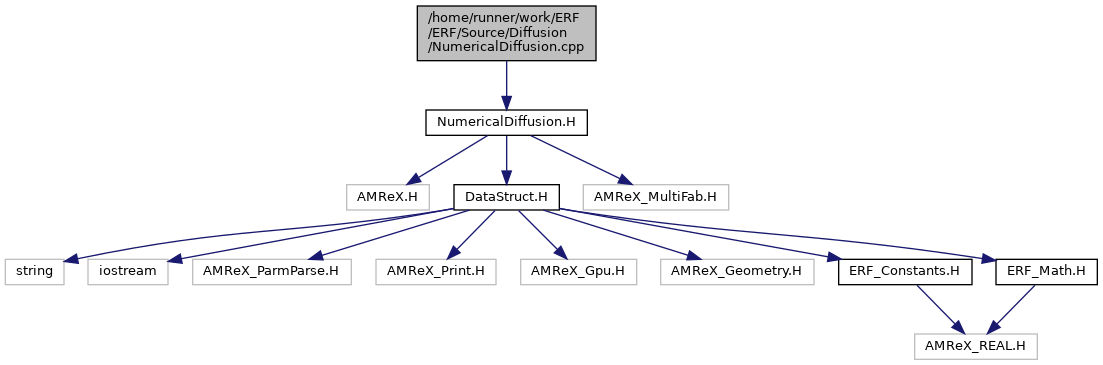 /home/runner/work/ERF
/ERF/Source/Diffusion
/NumericalDiffusion.cpp
NumericalDiffusion.H
AMReX.H
DataStruct.H
AMReX_MultiFab.H
string
iostream
AMReX_ParmParse.H
AMReX_Print.H
AMReX_Gpu.H
AMReX_Geometry.H
ERF_Constants.H
ERF_Math.H
AMReX_REAL.H